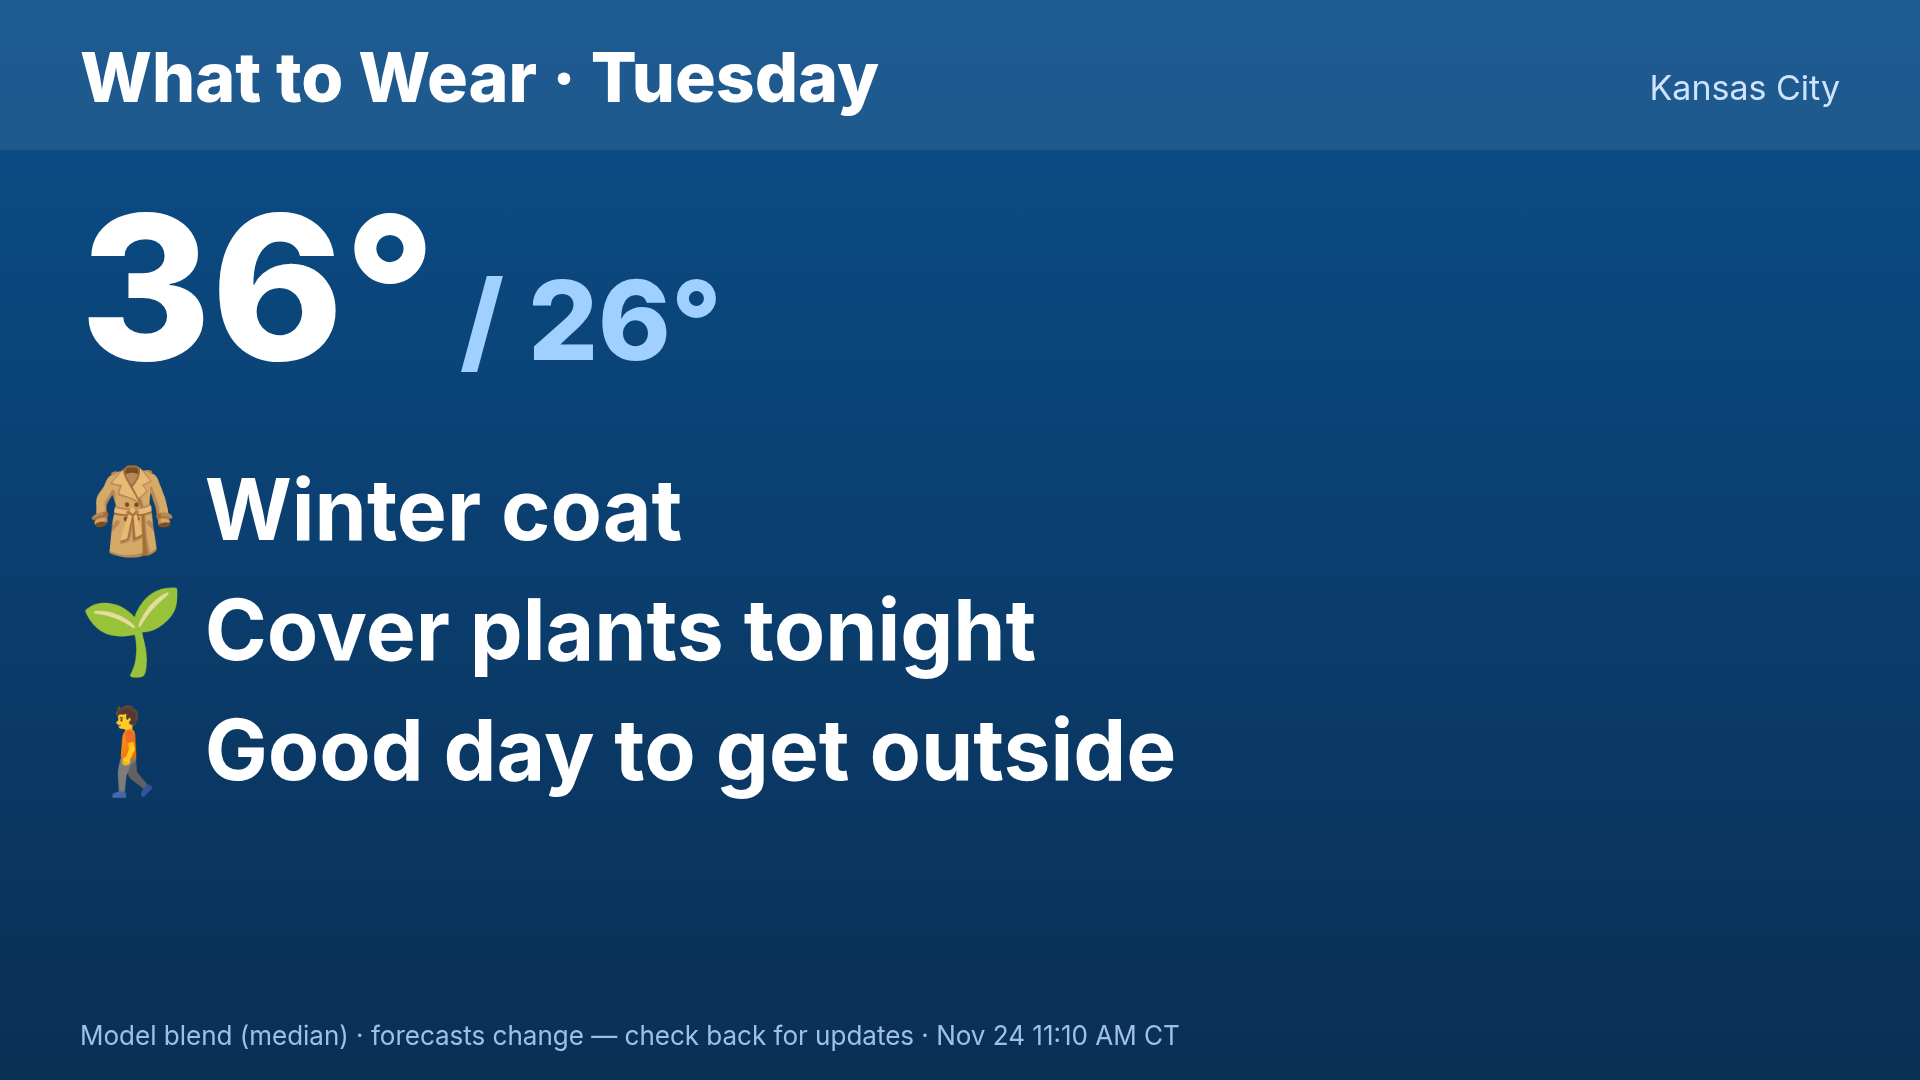 What to Wear · Tuesday
Kansas City
36° / 26°
Winter coat
Cover plants tonight
Good day to get outside
Model blend (median) · forecasts change — check back for updates · Nov 24 11:10 AM CT